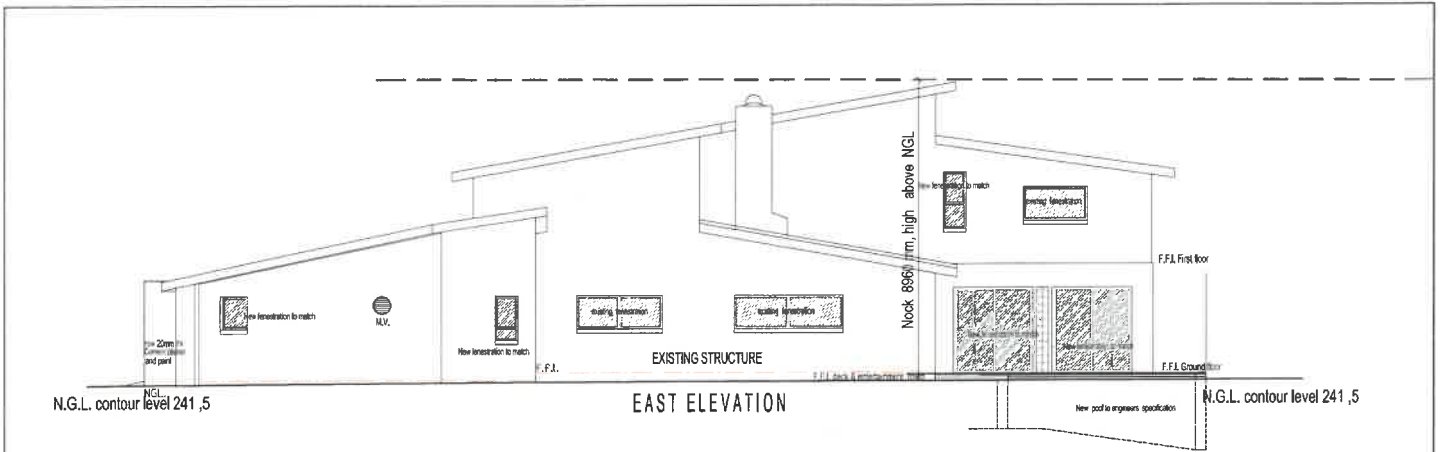 Nock 8960 mm, high above NGL
New fenestration to match
existing fenestration
F.F.L First floor
New fenestration to match
M.V.
New fenestration to match
existing fenestration
existing fenestration
20mm
and paint
EXISTING STRUCTURE
F.F.L.
F.F.L Ground floor
NGL.
N.G.L. contour level 241 ,5
EAST ELEVATION
New pool to engineers specification
N.G.L. contour level 241 ,5